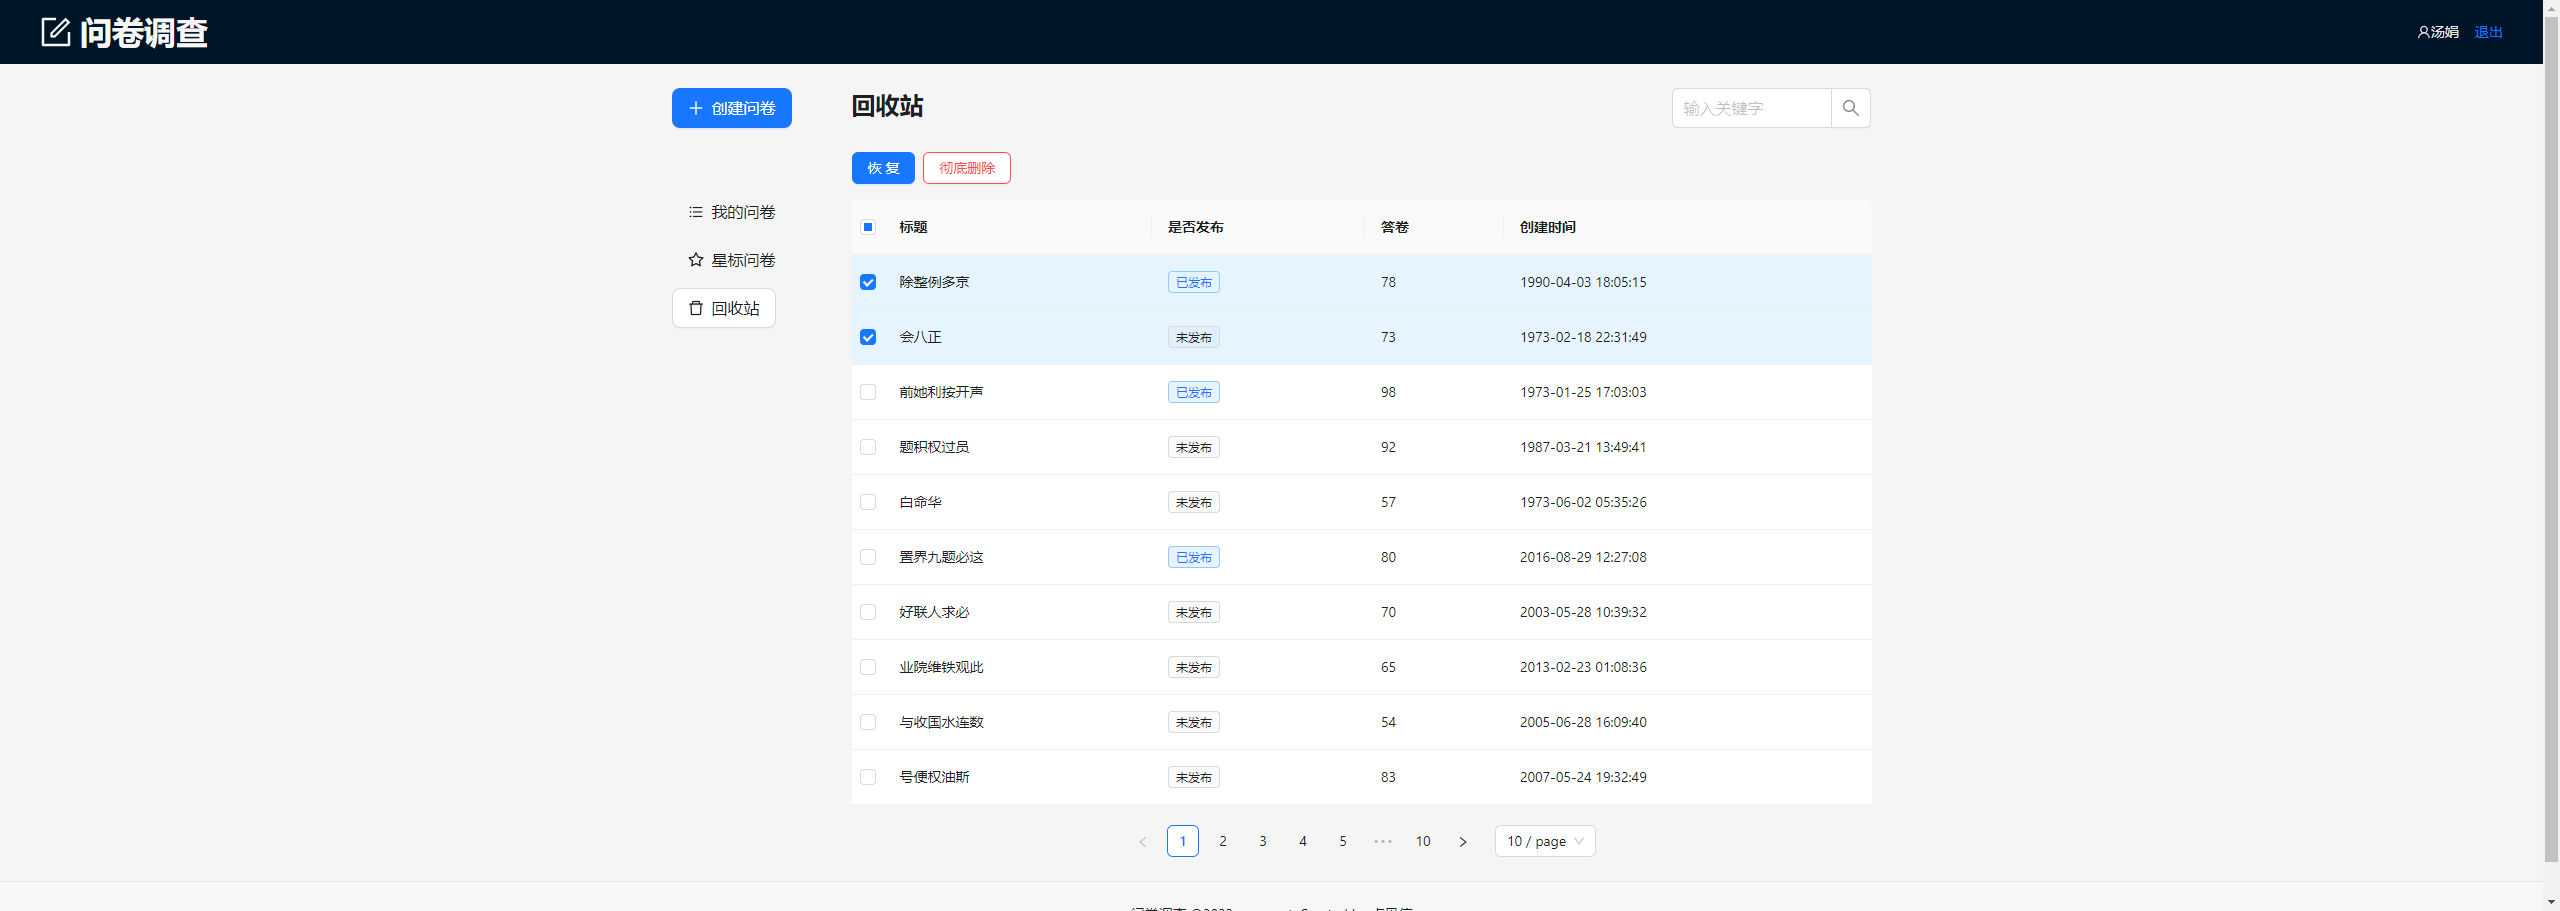 问卷调查
汤娟 退出
创建问卷
回收站
输入关键字
恢复 彻底删除
我的问卷
星标问卷
回收站
标题 是否发布 答卷 创建时间
除整例多京 已发布 78 1990-04-03 18:05:15
会八正 未发布 73 1973-02-18 22:31:49
前她利按开声 已发布 98 1973-01-25 17:03:03
题积权过员 未发布 92 1987-03-21 13:49:41
白命华 未发布 57 1973-06-02 05:35:26
置界九题必这 已发布 80 2016-08-29 12:27:08
好联人求必 未发布 70 2003-05-28 10:39:32
业院维铁观此 未发布 65 2013-02-23 01:08:36
与收国水连数 未发布 54 2005-06-28 16:09:40
号便权油斯 未发布 83 2007-05-24 19:32:49
1 2 3 4 5 ••• 10 10 / page